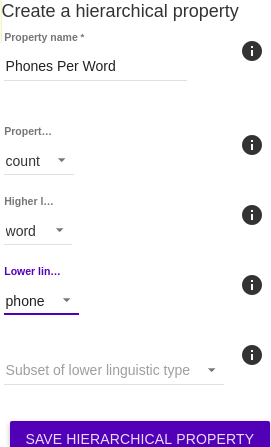 Create a hierarchical property
Property name *
Phones Per Word
Propert...
count
Higher l...
word
Lower lin...
phone
Subset of lower linguistic type
SAVE HIERARCHICAL PROPERTY